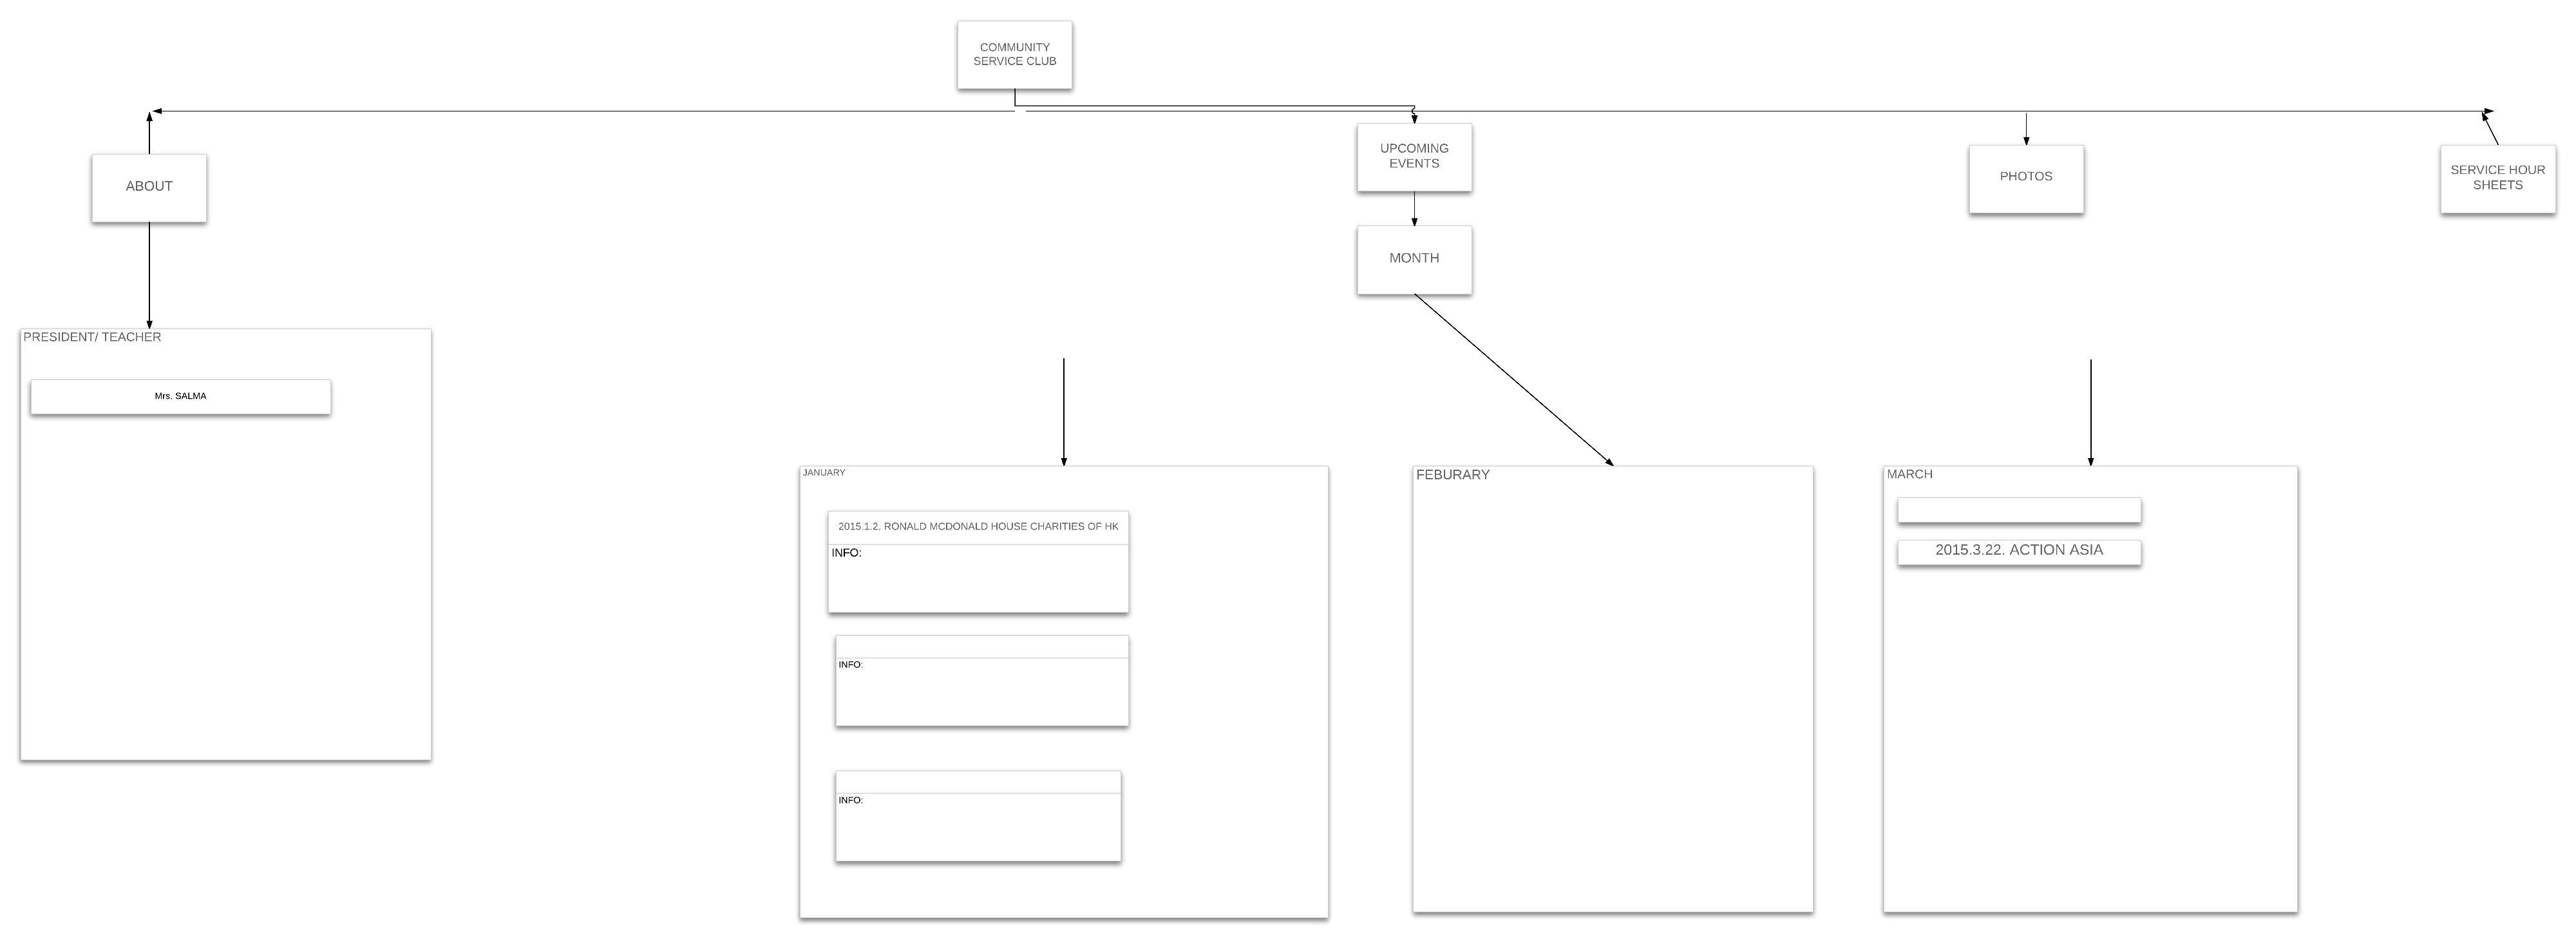 COMMUNITY
SERVICE CLUB
UPCOMING
EVENTS
ABOUT
PHOTOS
SERVICE HOUR
SHEETS
MONTH
PRESIDENT/ TEACHER
Mrs. SALMA
JANUARY
2015.1.2. RONALD MCDONALD HOUSE CHARITIES OF HK
INFO:
INFO:
INFO:
FEBURARY
MARCH
2015.3.22. ACTION ASIA